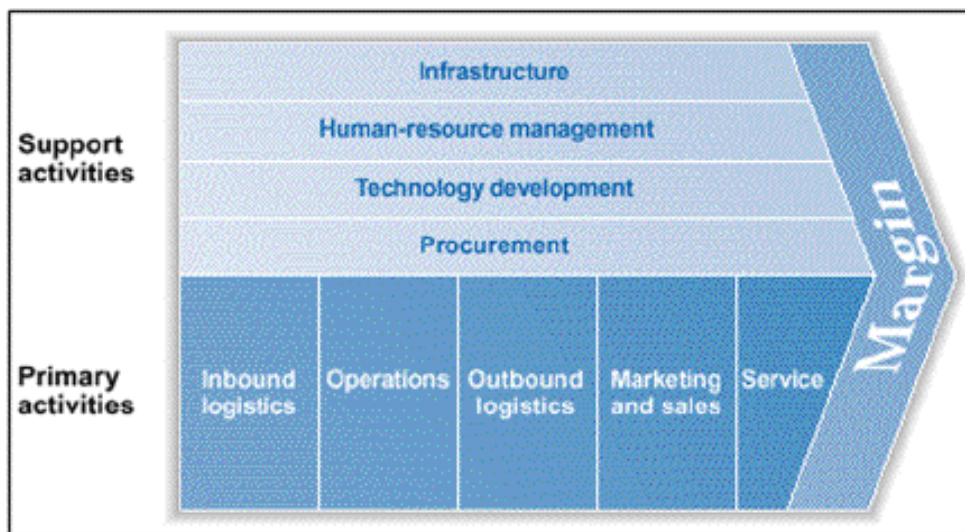 Infrastructure
Human-resource management
Technology development
Procurement
Support
activities
Margin
Primary
activities
Inbound
logistics
Operations
Outbound
logistics
Marketing
and sales
Service